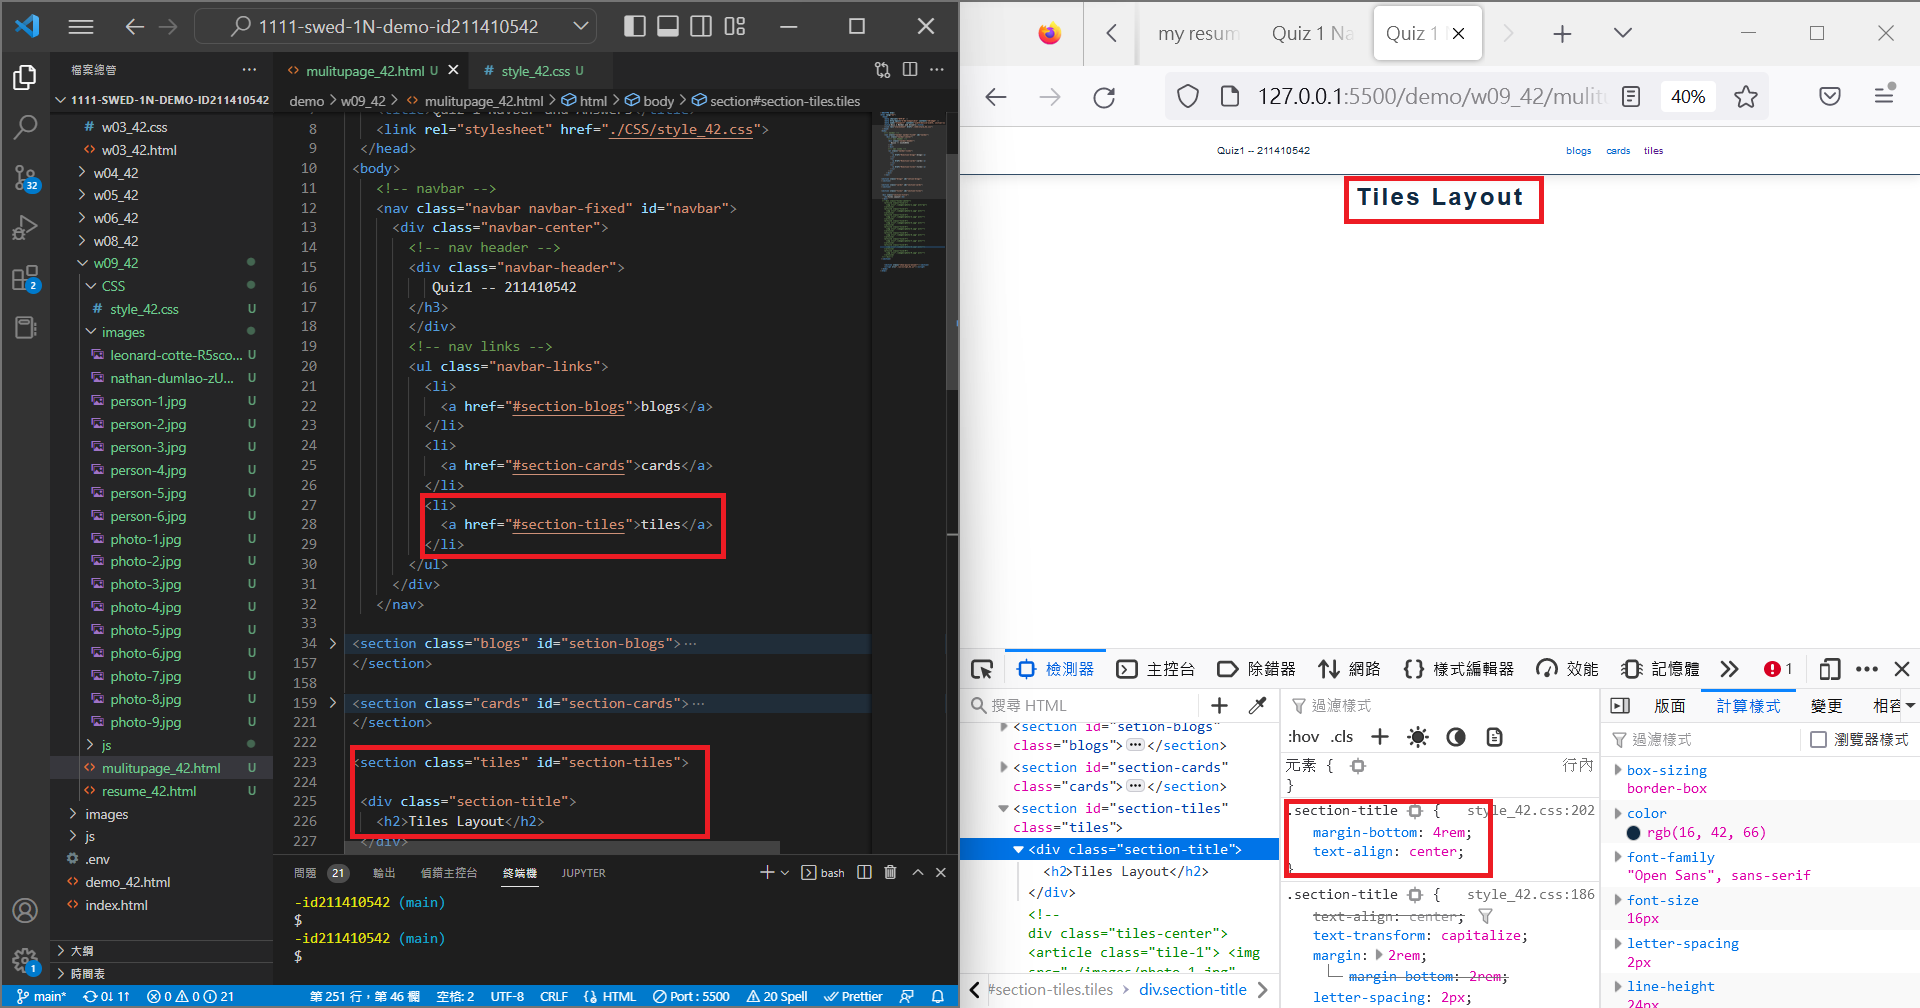 1111-swed-1N-demo-id211410542
檔案總管
1111-SWED-1N-DEMO-ID211410542
w03_42.css
w03_42.html
w04_42
w05_42
w06_42
w08_42
w09_42
CSS
style_42.css U
images
leonard-cotte-R5sco... U
nathan-dumlao-zU... U
person-1.jpg U
person-2.jpg U
person-3.jpg U
person-4.jpg U
person-5.jpg U
person-6.jpg U
photo-1.jpg U
photo-2.jpg U
photo-3.jpg U
photo-4.jpg U
photo-5.jpg U
photo-6.jpg U
photo-7.jpg U
photo-8.jpg U
photo-9.jpg U
js
mulitupage_42.html U
resume_42.html U
images
js
.env
demo_42.html
index.html
大綱
時間表
32
2
1
mulitupage_42.html U
# style_42.css U
demo > w09_42 > mulitupage_42.html > html > body > section#section-tiles.tiles
8 <link rel="stylesheet" href="./CSS/style_42.css">
9 </head>
10 <body>
11 <!-- navbar -->
12 <nav class="navbar navbar-fixed" id="navbar">
13 <div class="navbar-center">
14 <!-- nav header -->
15 <div class="navbar-header">
16 Quiz1 -- 211410542
17 </h3>
18 </div>
19 <!-- nav links -->
20 <ul class="navbar-links">
21 <li>
22 <a href="#section-blogs">blogs</a>
23 </li>
24 <li>
25 <a href="#section-cards">cards</a>
26 </li>
27 <li>
28 <a href="#section-tiles">tiles</a>
29 </li>
30 </ul>
31 </div>
32 </nav>
33
34 <section class="blogs" id="setion-blogs">...
157 </section>
158
159 <section class="cards" id="section-cards">...
221 </section>
222
223 <section class="tiles" id="section-tiles">
224
225 <div class="section-title">
226 <h2>Tiles Layout</h2>
227 </div>
問題 21 輸出 偵錯主控台 終端機 JUPYTER
bash
-id211410542 (main)
$
-id211410542 (main)
$
main* 0↓ 1↑ 0 0 21 第 251 行，第 46 欄 空格: 2 UTF-8 CRLF HTML Port : 5500 20 Spell Prettier
my resum
Quiz 1 Na
Quiz 1
127.0.0.1:5500/demo/w09_42/mulit
40%
Quiz1 -- 211410542
blogs cards tiles
Tiles Layout
檢測器 主控台 除錯器 網路 樣式編輯器 效能 記憶體 1
搜尋 HTML
<section id="setion-blogs"
class="blogs"> ... </section>
<section id="section-cards"
class="cards"> ... </section>
<section id="section-tiles"
class="tiles">
<div class="section-title">
<h2>Tiles Layout</h2>
</div>
<!--
div class="tiles-center">
<article class="tile-1"> <img
src="./images/photo-1.jpg"
#section-tiles.tiles > div.section-title
過濾樣式
:hov .cls
元素 { 行內
}
.section-title { style_42.css:202
margin-bottom: 4rem;
text-align: center;
}
.section-title { style_42.css:186
text-align: center;
text-transform: capitalize;
margin: 2rem;
margin-bottom: 2rem;
letter-spacing: 2px;
版面 計算樣式 變更 相容
過濾樣式
瀏覽器樣式
box-sizing
border-box
color
rgb(16, 42, 66)
font-family
"Open Sans", sans-serif
font-size
16px
letter-spacing
2px
line-height
24px